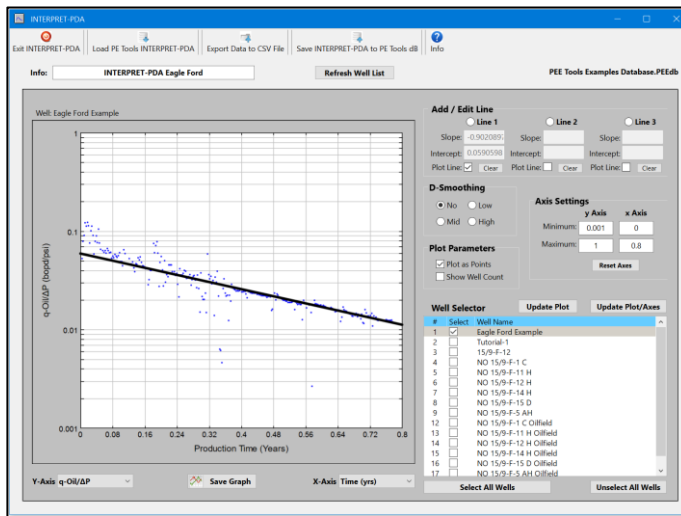 INTERPRET-PDA
Exit INTERPRET-PDA
Load PE Tools INTERPRET-PDA
Export Data to CSV File
Save INTERPRET-PDA to PE Tools dB
Info
Info:
INTERPRET-PDA Eagle Ford
Refresh Well List
PEE Tools Examples Database.PEEdb
Well: Eagle Ford Example
1
0.1
0.01
0.001
q-Oil/ΔP (bopd/psi)
0 0.08 0.16 0.24 0.32 0.4 0.48 0.56 0.64 0.72 0.8
Production Time (Years)
Y-Axis q-Oil/ΔP
Save Graph
X-Axis Time (yrs)
Add / Edit Line
Line 1 Line 2 Line 3
Slope: -0.902089 Slope: Slope:
Intercept: 0.0590598 Intercept: Intercept:
Plot Line: Clear Plot Line: Clear Plot Line: Clear
D-Smoothing
No Low
Mid High
Axis Settings
y Axis x Axis
Minimum: 0.001 0
Maximum: 1 0.8
Reset Axes
Plot Parameters
Plot as Points
Show Well Count
Well Selector
Update Plot
Update Plot/Axes
# Select Well Name
1 Eagle Ford Example
2 Tutorial-1
3 15/9-F-12
4 NO 15/9-F-1 C
5 NO 15/9-F-11 H
6 NO 15/9-F-12 H
7 NO 15/9-F-14 H
8 NO 15/9-F-15 D
9 NO 15/9-F-5 AH
12 NO 15/9-F-1 C Oilfield
13 NO 15/9-F-11 H Oilfield
14 NO 15/9-F-12 H Oilfield
15 NO 15/9-F-14 H Oilfield
16 NO 15/9-F-15 D Oilfield
17 NO 15/9-F-5 AH Oilfield
Select All Wells
Unselect All Wells